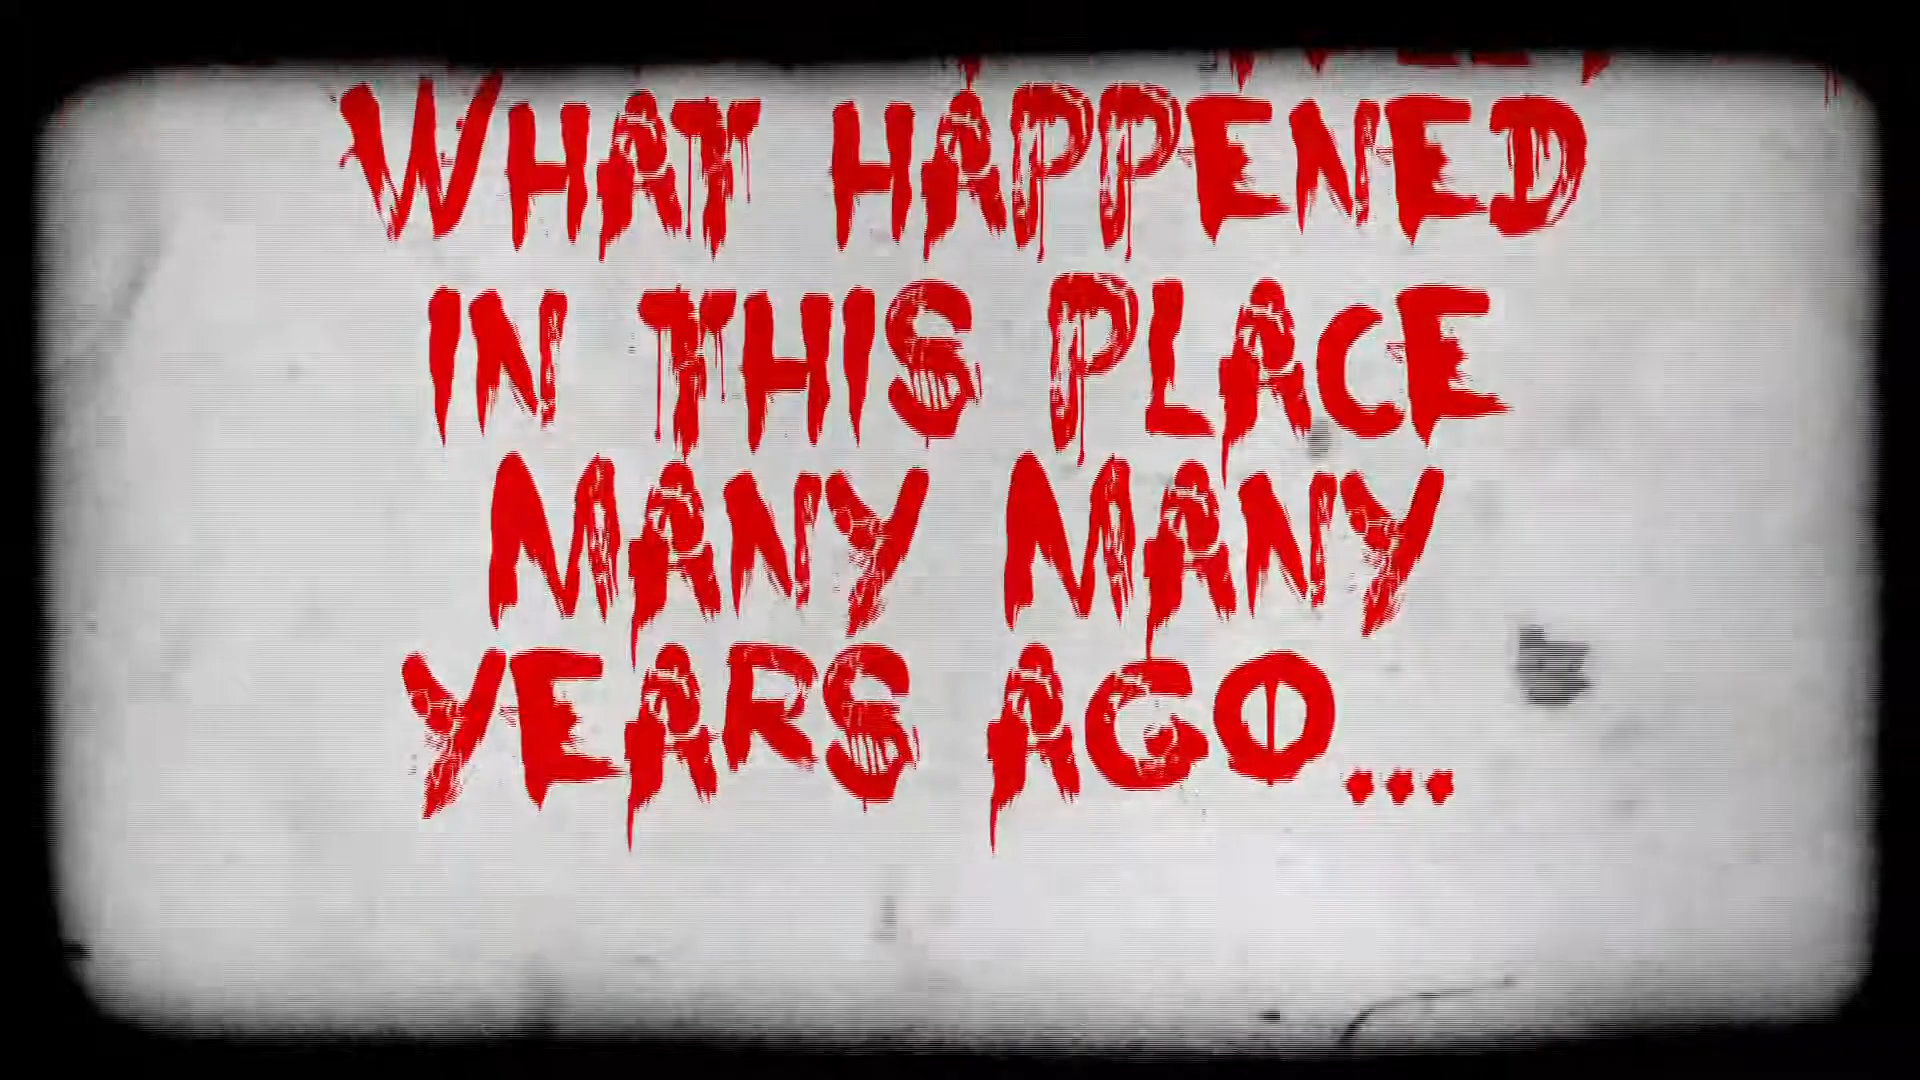 What happened
in this Place
Many Many
years ago...